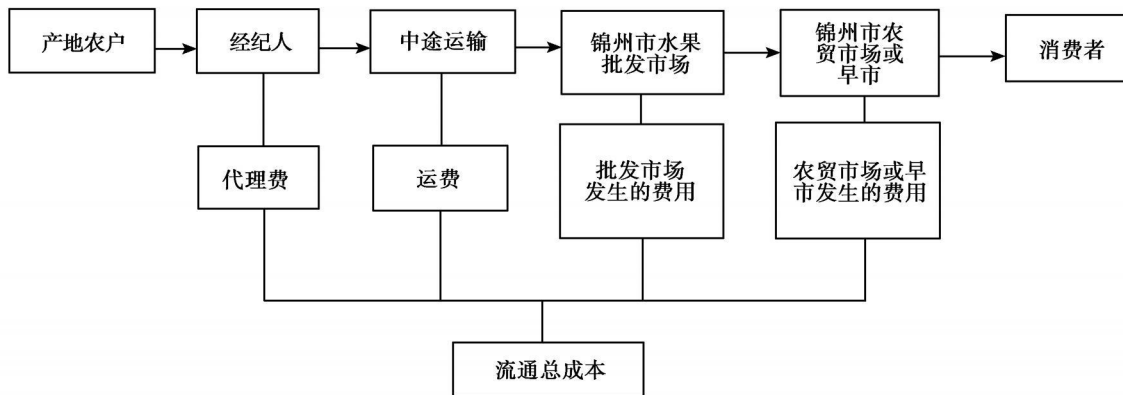 产地农户
经纪人
中途运输
锦州市水果
批发市场
锦州市农
贸市场或
早市
消费者
代理费
运费
批发市场
发生的费用
农贸市场或早
市发生的费用
流通总成本